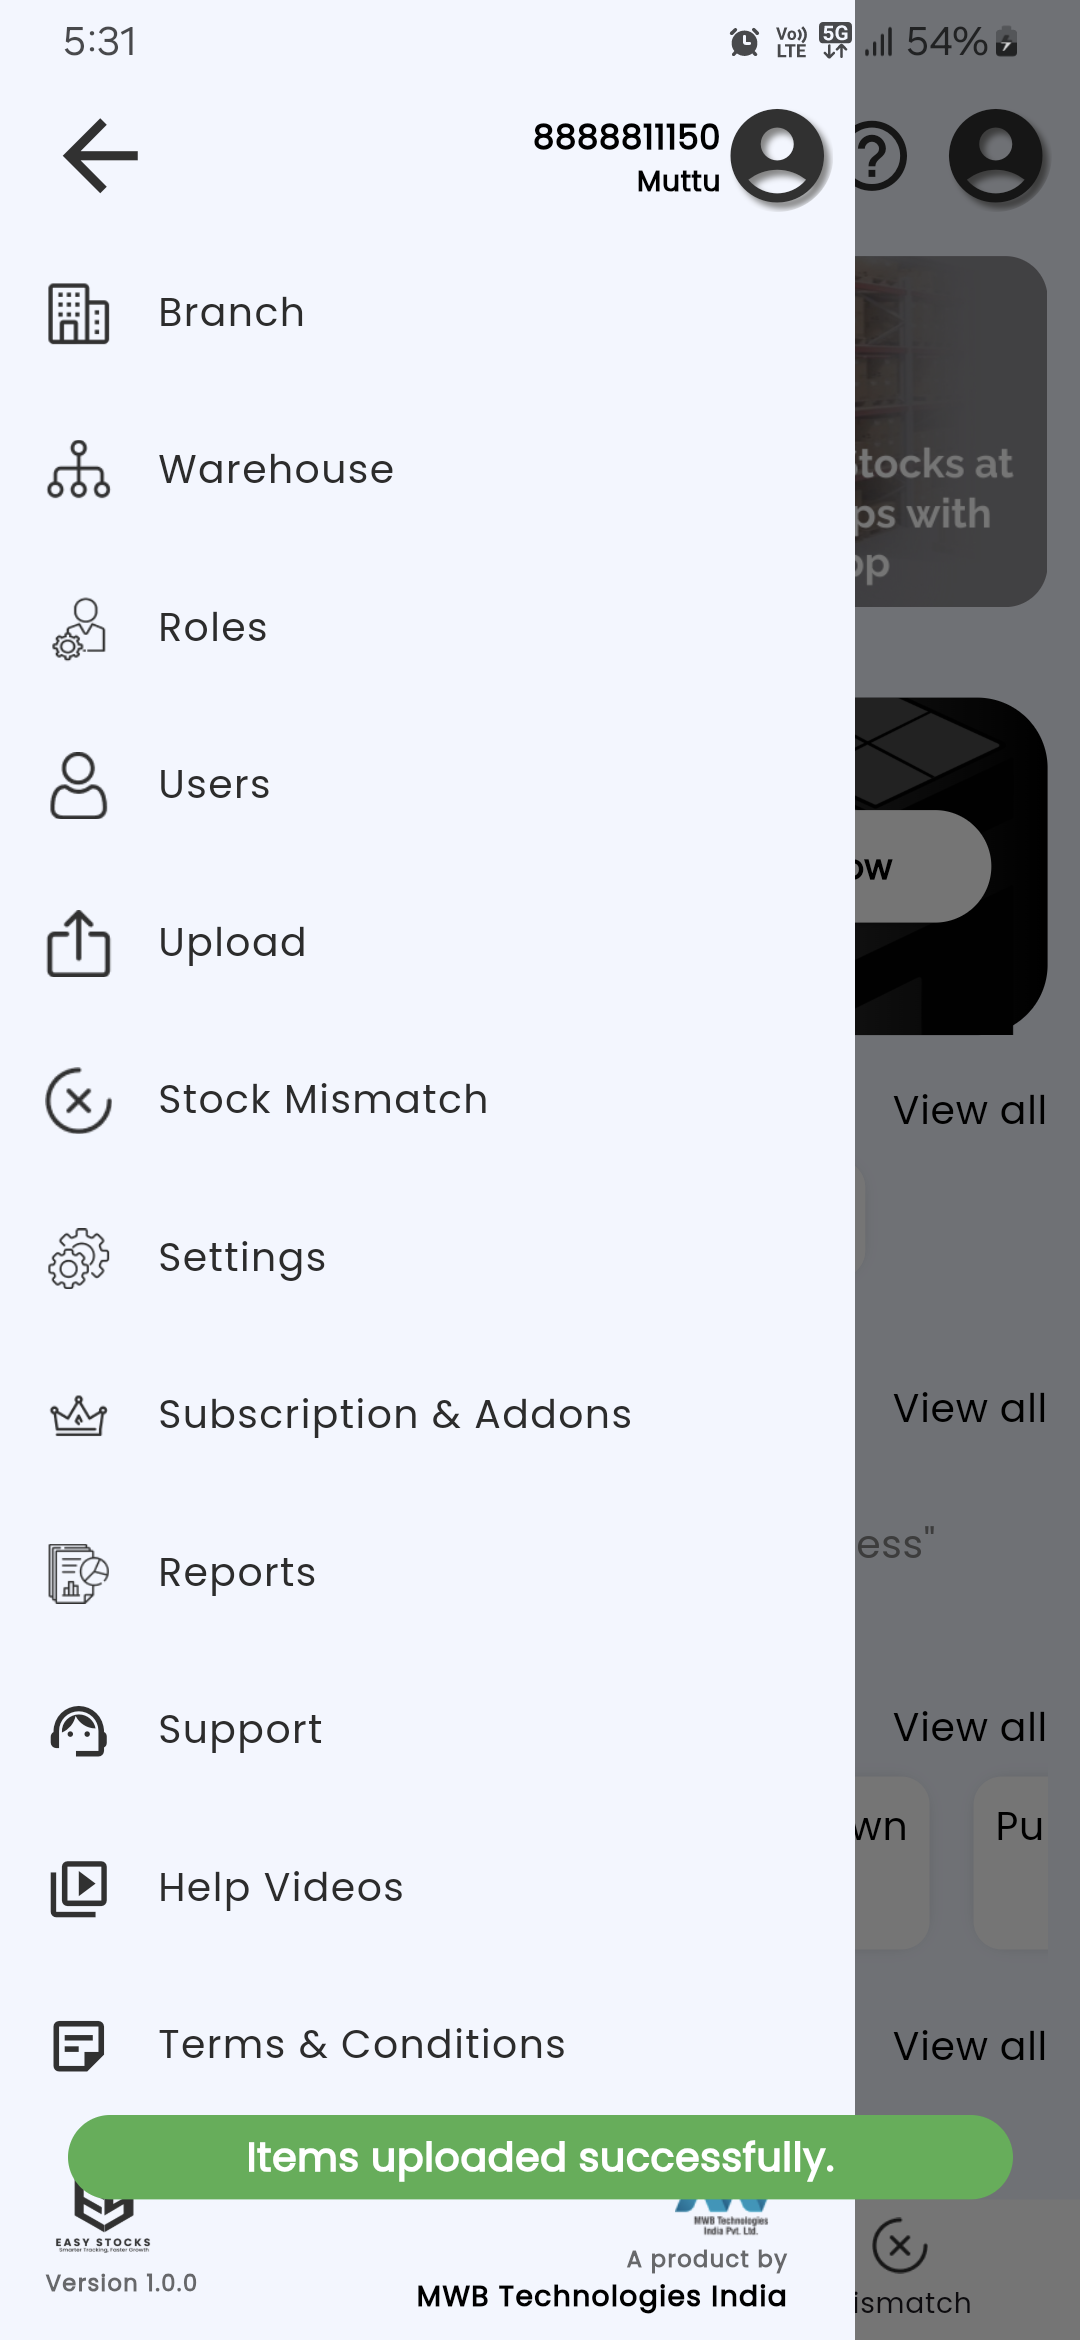 5:31
Vo)) LTE 5G 54%
8888811150
Muttu
Branch
Warehouse
Roles
Users
Upload
Stock Mismatch
Settings
Subscription & Addons
Reports
Support
Help Videos
Terms & Conditions
Items uploaded successfully.
EASY STOCKS
Smarter Tracking, Faster Growth
Version 1.0.0
MWB Technologies
India Pvt. Ltd.
A product by
MWB Technologies India
Stocks at
ps with
pp
ow
View all
View all
ess"
View all
wn
Pu
View all
ismatch